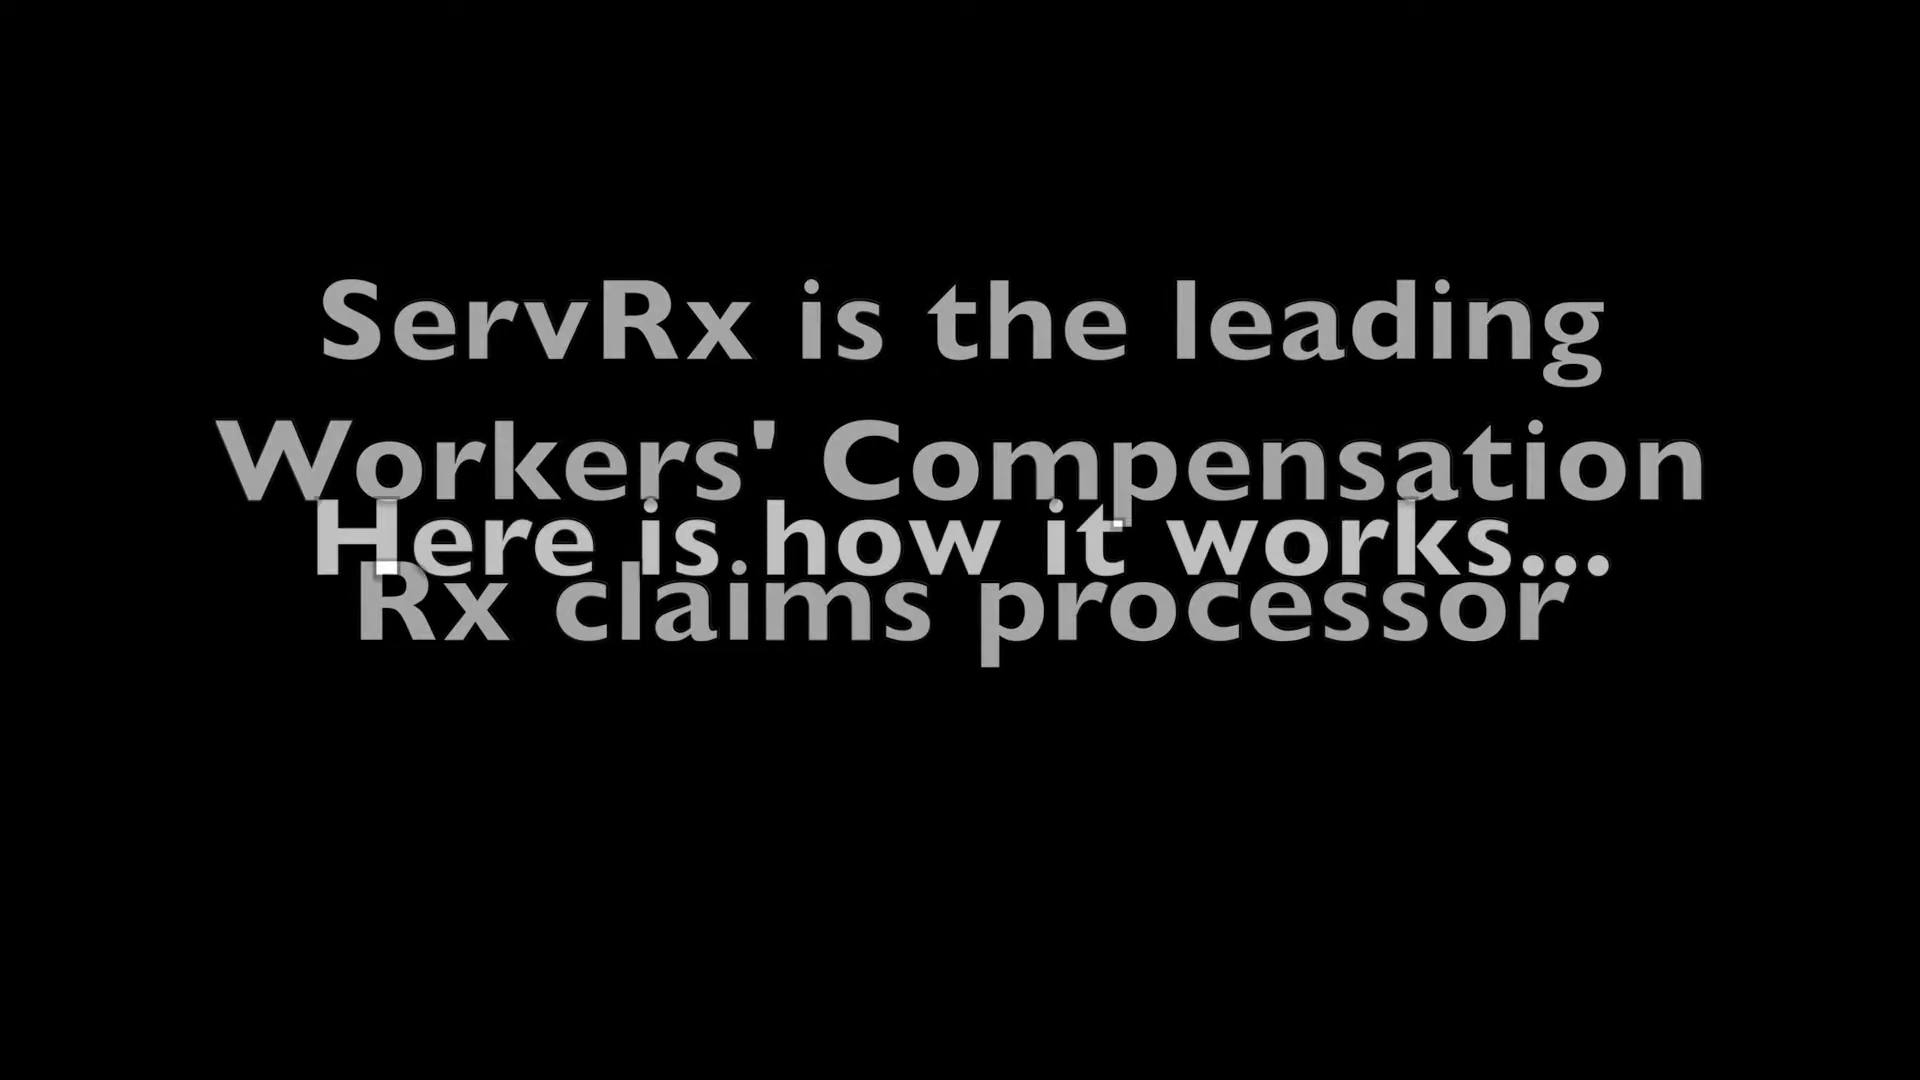 ServRx is the leading
Workers' Compensation
Here is how it works...
Rx claims processor